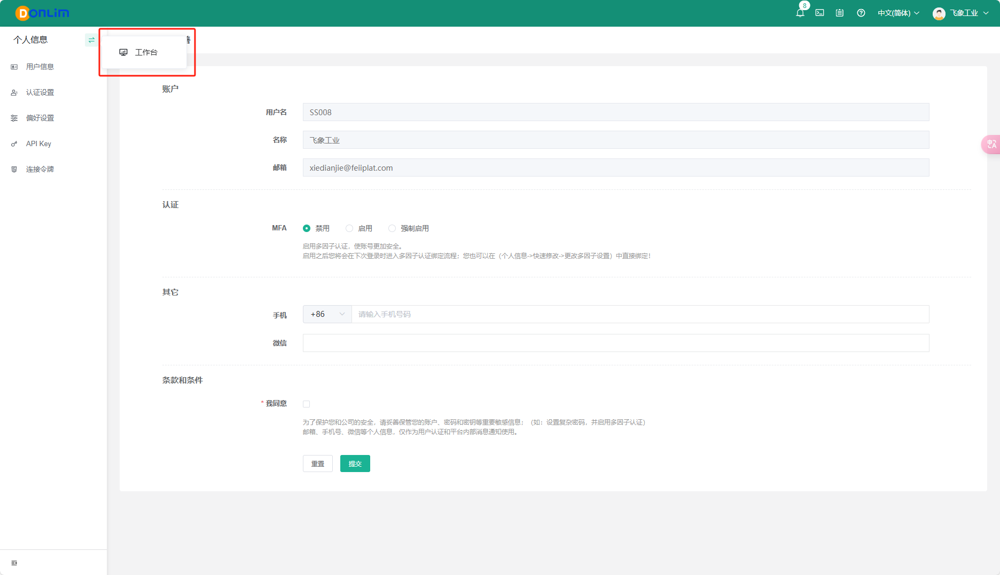 DONLIM
8
中文(简体)
飞象工业
个人信息
善
工作台
用户信息
认证设置
偏好设置
API Key
连接令牌
账户
用户名
SS008
名称
飞象工业
邮箱
xiedianjie@feiiplat.com
认证
MFA
禁用
启用
强制启用
启用多因子认证，使账号更加安全。
启用之后您将会在下次登录时进入多因子认证绑定流程；您也可以在（个人信息->快速修改->更改多因子设置）中直接绑定！
其它
手机
+86
请输入手机号码
微信
条款和条件
* 我同意
为了保护您和公司的安全，请妥善保管您的账户、密码和密钥等重要敏感信息；（如：设置复杂密码，并启用多因子认证）
邮箱、手机号、微信等个人信息，仅作为用户认证和平台内部消息通知使用。
重置
提交
中A